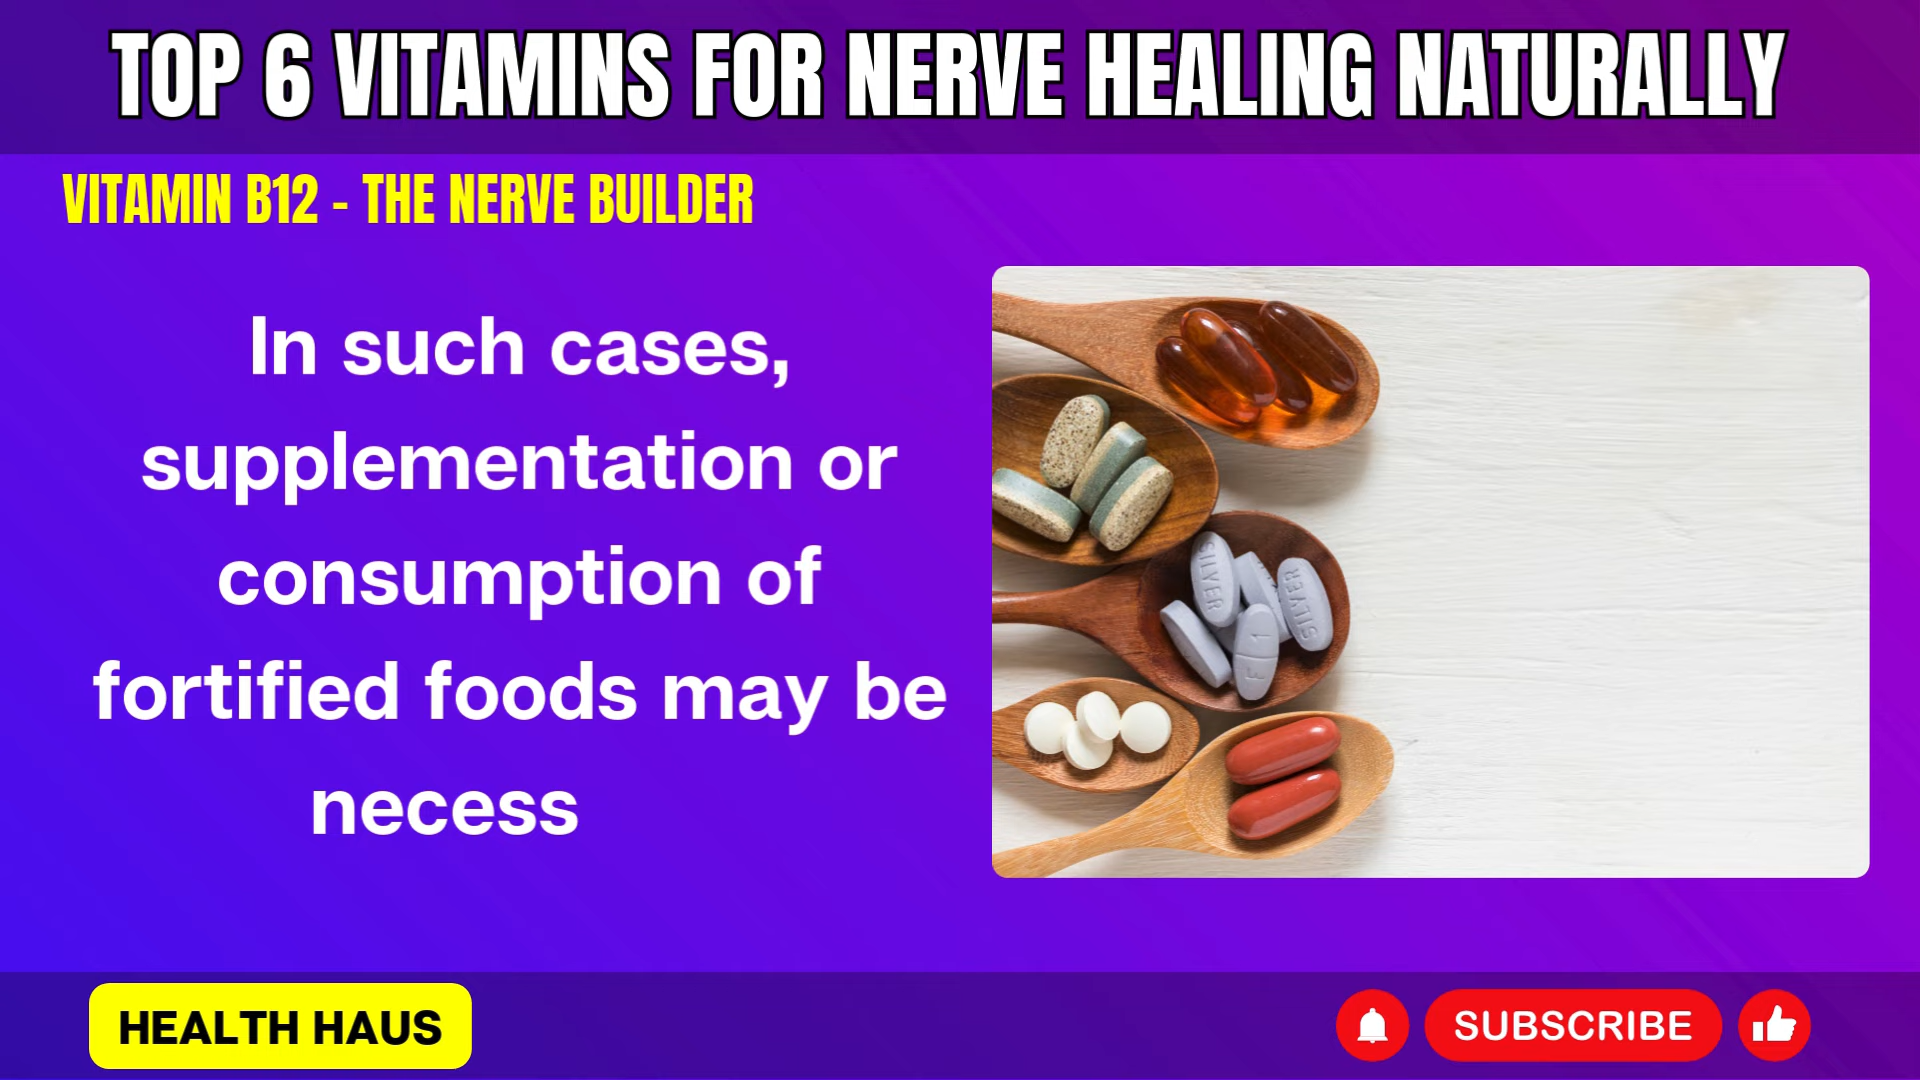 TOP 6 VITAMINS FOR NERVE HEALING NATURALLY
VITAMIN B12 - THE NERVE BUILDER
In such cases,
supplementation or
consumption of
fortified foods may be
necess
SILVER
SILVER
HEALTH HAUS
SUBSCRIBE